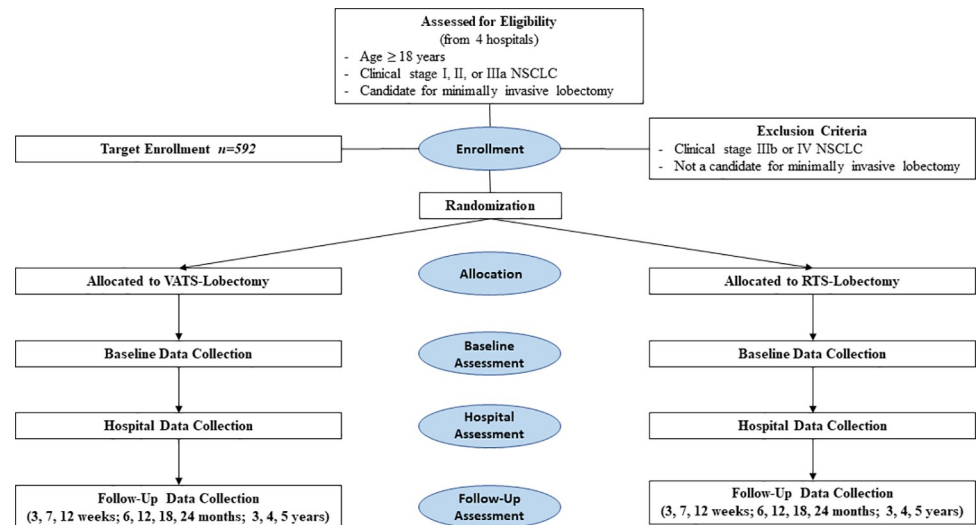 Assessed for Eligibility
(from 4 hospitals)
- Age ≥ 18 years
- Clinical stage I, II, or IIIa NSCLC
- Candidate for minimally invasive lobectomy
Target Enrollment n=592
Enrollment
Exclusion Criteria
- Clinical stage IIIb or IV NSCLC
- Not a candidate for minimally invasive lobectomy
Randomization
Allocated to VATS-Lobectomy
Allocation
Allocated to RTS-Lobectomy
Baseline Data Collection
Baseline
Assessment
Baseline Data Collection
Hospital Data Collection
Hospital
Assessment
Hospital Data Collection
Follow-Up Data Collection
(3, 7, 12 weeks; 6, 12, 18, 24 months; 3, 4, 5 years)
Follow-Up
Assessment
Follow-Up Data Collection
(3, 7, 12 weeks; 6, 12, 18, 24 months; 3, 4, 5 years)